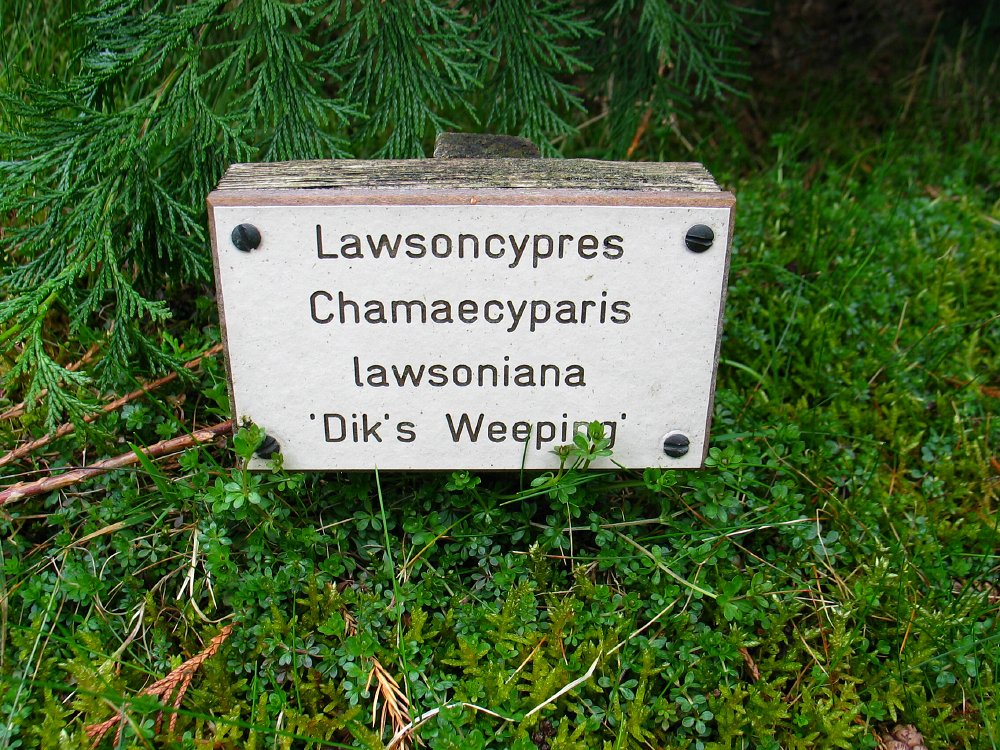 Lawsoncypres
Chamaecyparis
lawsoniana
'Dik's Weeping'